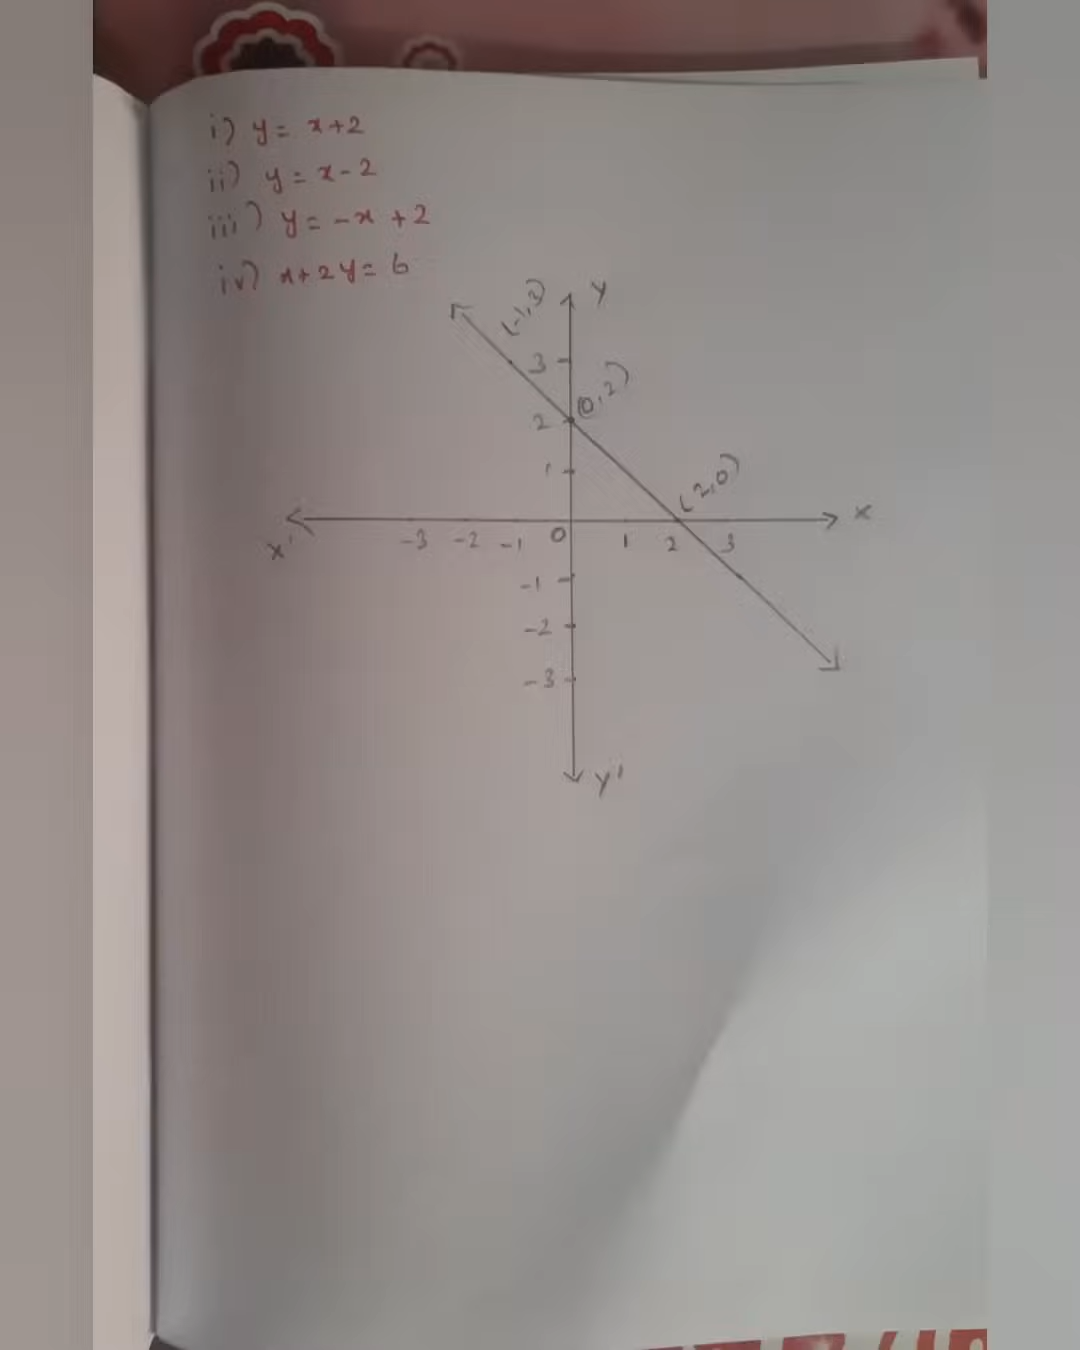 i) y = x+2
ii) y = x-2
iii) y = -x +2
iv) x+2y = 6
(-1,3)
Y
3
(0,2)
2
1
(2,0)
X' -3 -2 -1 0 1 2 3 X
-1
-2
-3
Y'